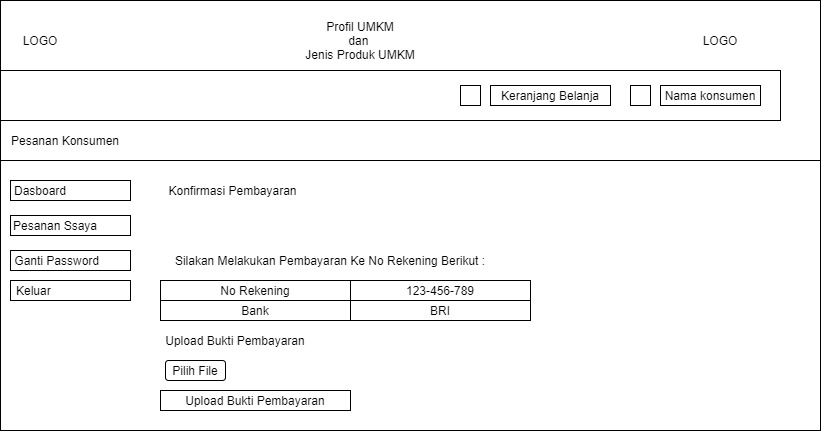 LOGO
Profil UMKM
dan
Jenis Produk UMKM
LOGO
Keranjang Belanja
Nama konsumen
Pesanan Konsumen
Dasboard
Pesanan Ssaya
Ganti Password
Keluar
Konfirmasi Pembayaran
Silakan Melakukan Pembayaran Ke No Rekening Berikut :
No Rekening 123-456-789
Bank BRI
Upload Bukti Pembayaran
Pilih File
Upload Bukti Pembayaran